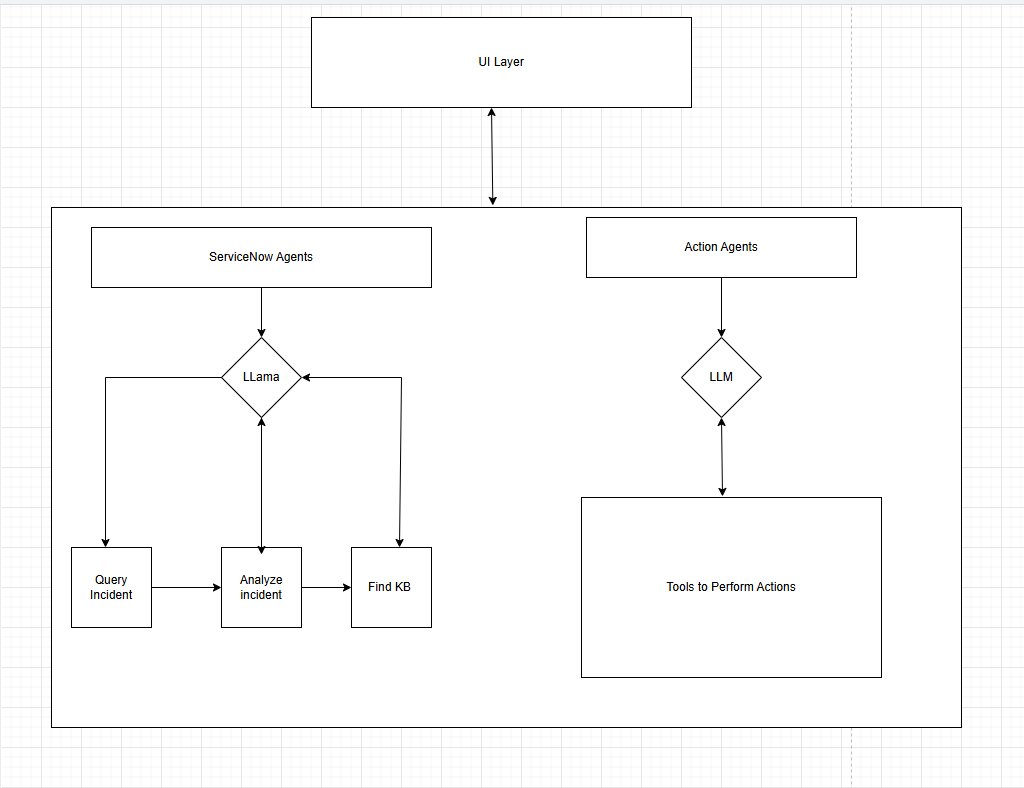 UI Layer
ServiceNow Agents
Action Agents
LLama
LLM
Query
Incident
Analyze
incident
Find KB
Tools to Perform Actions